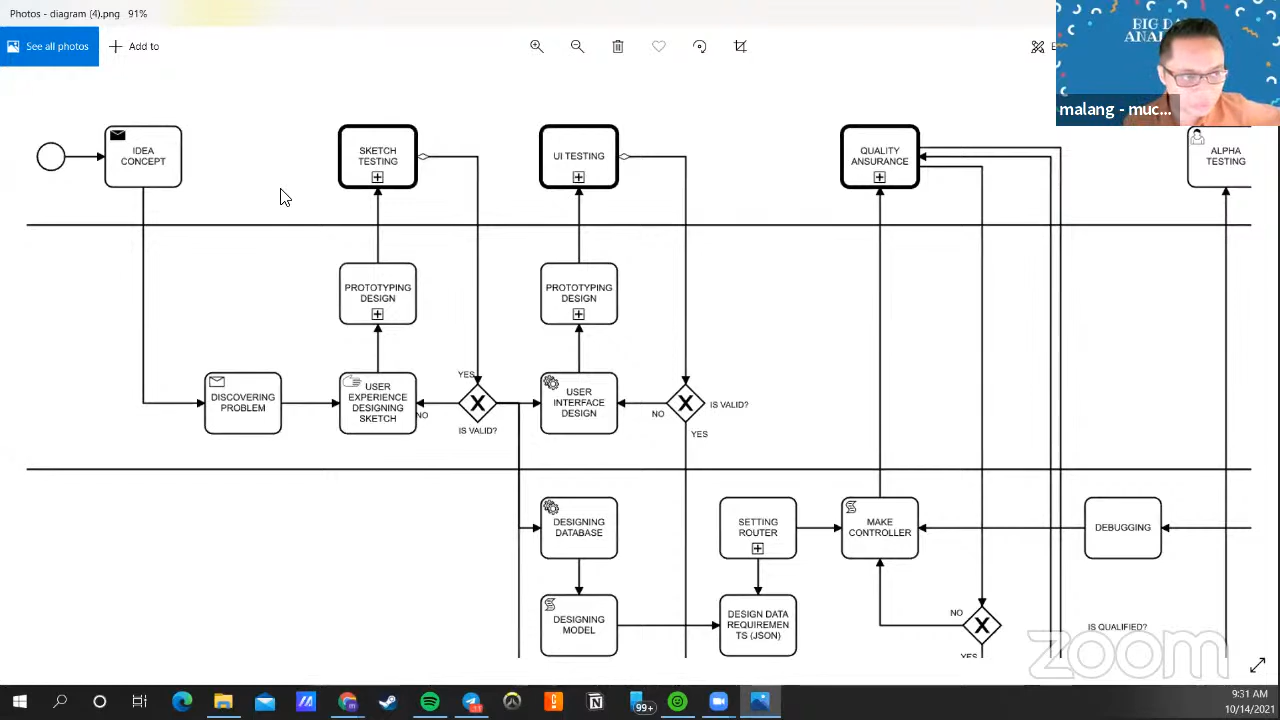 Photos - diagram (4).png   91%
See all photos
Add to
malang - muc...
IDEA
CONCEPT
SKETCH
TESTING
UI TESTING
QUALITY
ANSURANCE
ALPHA
TESTING
PROTOTYPING
DESIGN
PROTOTYPING
DESIGN
DISCOVERING
PROBLEM
USER
EXPERIENCE
DESIGNING
SKETCH
YES
NO
X
IS VALID?
USER
INTERFACE
DESIGN
NO
X
IS VALID?
YES
DESIGNING
DATABASE
SETTING
ROUTER
MAKE
CONTROLLER
DEBUGGING
DESIGNING
MODEL
DESIGN DATA
REQUIREMEN
TS (JSON)
NO
X
IS QUALIFIED?
YES
zoom
99+
9:31 AM
10/14/2021